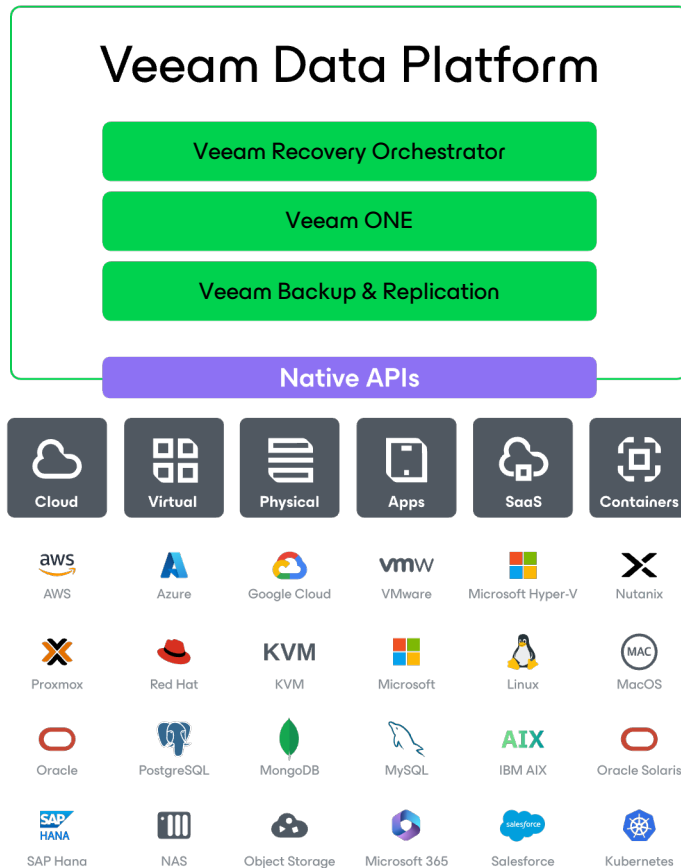 Veeam Data Platform
Veeam Recovery Orchestrator
Veeam ONE
Veeam Backup & Replication
Native APIs
Cloud Virtual Physical Apps SaaS Containers
aws vmw
AWS Azure Google Cloud VMware Microsoft Hyper-V Nutanix
KVM MAC
Proxmox Red Hat KVM Microsoft Linux MacOS
AIX
Oracle PostgreSQL MongoDB MySQL IBM AIX Oracle Solaris
SAP salesforce
HANA
SAP Hana NAS Object Storage Microsoft 365 Salesforce Kubernetes